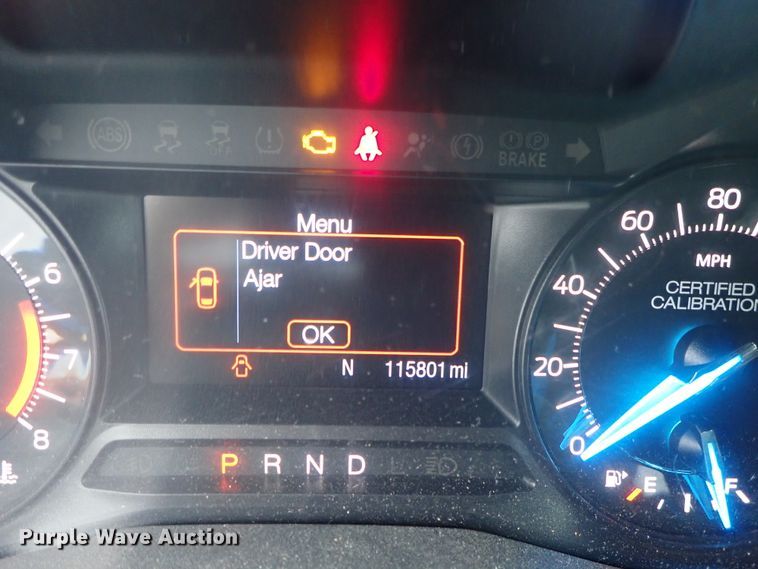 ABS
OFF
BRAKE
Menu
Driver Door
Ajar
OK
N 115801 mi
6
7
8
P R N D
80
60
MPH
40
CERTIFIED
CALIBRATION
20
0
E F
Purple Wave Auction